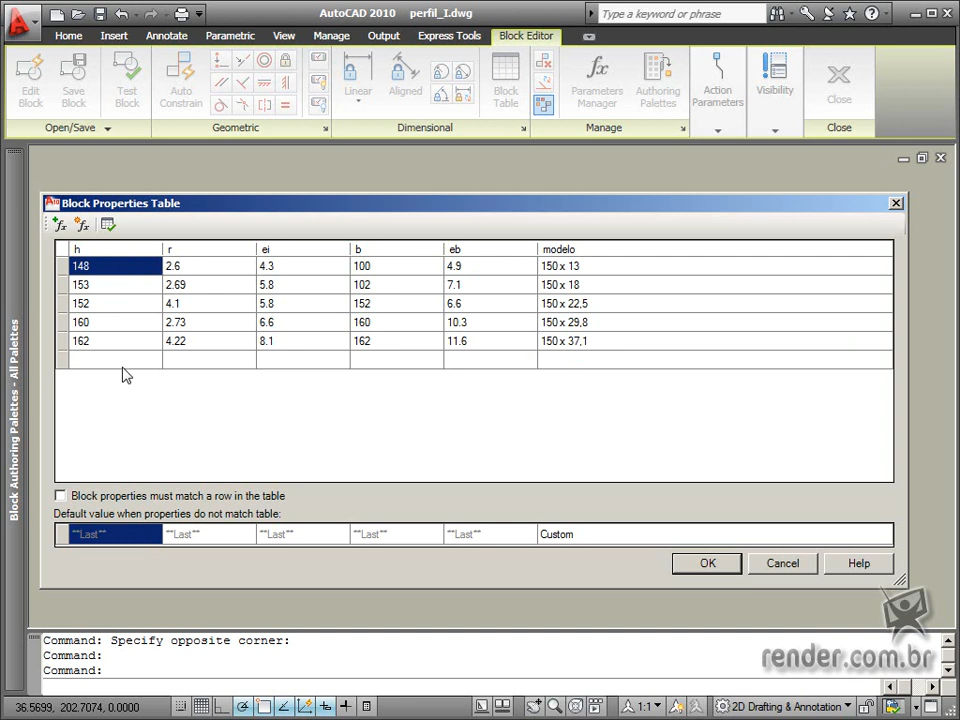 AutoCAD 2010 perfil_I.dwg
Type a keyword or phrase
Home Insert Annotate Parametric View Manage Output Express Tools Block Editor
Edit Block
Save Block
Test Block
Auto Constrain
Linear
Aligned
Block Table
Parameters Manager
Authoring Palettes
Action Parameters
Visibility
Close
Open/Save Geometric Dimensional Manage Close
Block Authoring Palettes - All Palettes
Block Properties Table
h r ei b eb modelo
148 2.6 4.3 100 4.9 150 x 13
153 2.69 5.8 102 7.1 150 x 18
152 4.1 5.8 152 6.6 150 x 22,5
160 2.73 6.6 160 10.3 150 x 29,8
162 4.22 8.1 162 11.6 150 x 37,1
Block properties must match a row in the table
Default value when properties do not match table:
**Last** **Last** **Last** **Last** **Last** Custom
OK Cancel Help
Command: Specify opposite corner:
Command:
Command:
render.com.br
36.5699, 202.7074, 0.0000 1:1 2D Drafting & Annotation